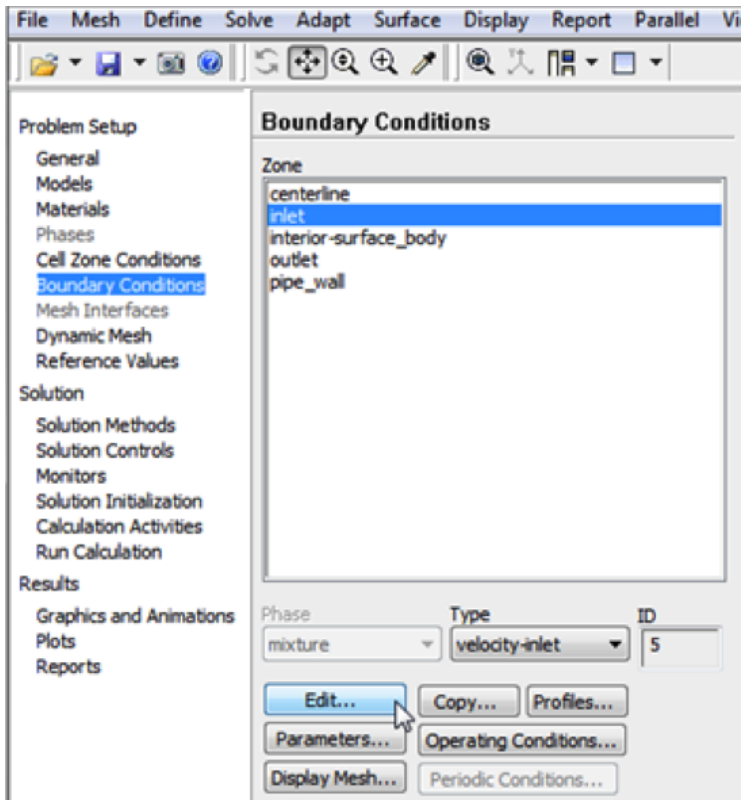 File Mesh Define Solve Adapt Surface Display Report Parallel Vi
Problem Setup
General
Models
Materials
Phases
Cell Zone Conditions
Boundary Conditions
Mesh Interfaces
Dynamic Mesh
Reference Values
Solution
Solution Methods
Solution Controls
Monitors
Solution Initialization
Calculation Activities
Run Calculation
Results
Graphics and Animations
Plots
Reports
Boundary Conditions
Zone
centerline
inlet
interior-surface_body
outlet
pipe_wall
Phase Type ID
mixture velocity-inlet 5
Edit... Copy... Profiles...
Parameters... Operating Conditions...
Display Mesh... Periodic Conditions...